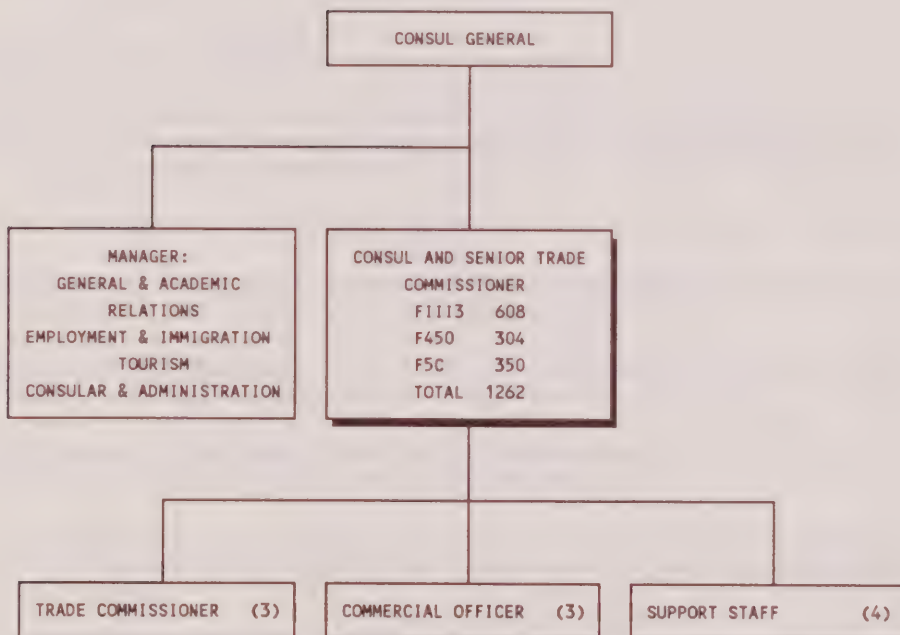 CONSUL GENERAL
MANAGER:
GENERAL & ACADEMIC
RELATIONS
EMPLOYMENT & IMMIGRATION
TOURISM
CONSULAR & ADMINISTRATION
CONSUL AND SENIOR TRADE
COMMISSIONER
FIII3 608
F450 304
F5C 350
TOTAL 1262
TRADE COMMISSIONER (3)
COMMERCIAL OFFICER (3)
SUPPORT STAFF (4)